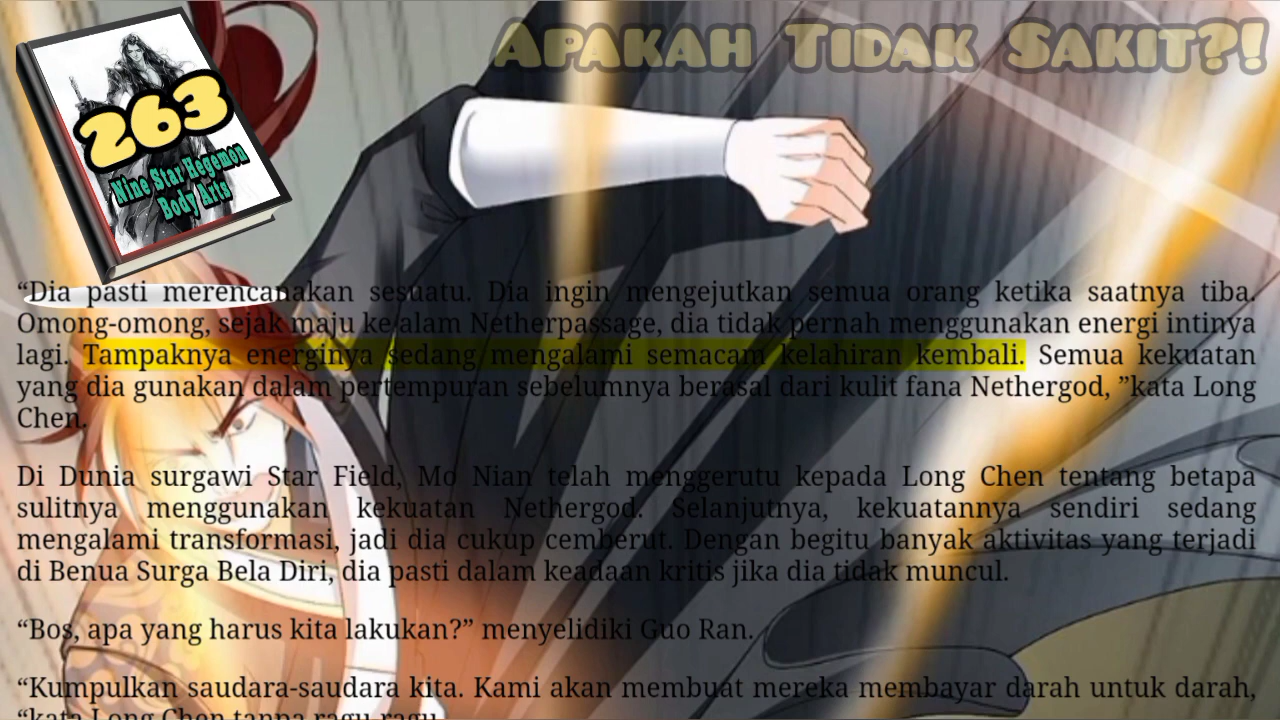 Apakah Tidak Sakit?!
263
Nine Star Hegemon
Body Arts
“Dia pasti merencanakan sesuatu. Dia ingin mengejutkan semua orang ketika saatnya tiba.
Omong-omong, sejak maju ke alam Netherpassage, dia tidak pernah menggunakan energi intinya
lagi. Tampaknya energinya sedang mengalami semacam kelahiran kembali. Semua kekuatan
yang dia gunakan dalam pertempuran sebelumnya berasal dari kulit fana Nethergod, ”kata Long
Chen.
Di Dunia surgawi Star Field, Mo Nian telah menggerutu kepada Long Chen tentang betapa
sulitnya menggunakan kekuatan Nethergod. Selanjutnya, kekuatannya sendiri sedang
mengalami transformasi, jadi dia cukup cemberut. Dengan begitu banyak aktivitas yang terjadi
di Benua Surga Bela Diri, dia pasti dalam keadaan kritis jika dia tidak muncul.
“Bos, apa yang harus kita lakukan?” menyelidiki Guo Ran.
“Kumpulkan saudara-saudara kita. Kami akan membuat mereka membayar darah untuk darah,
“kata Long Chen tanpa ragu-ragu.